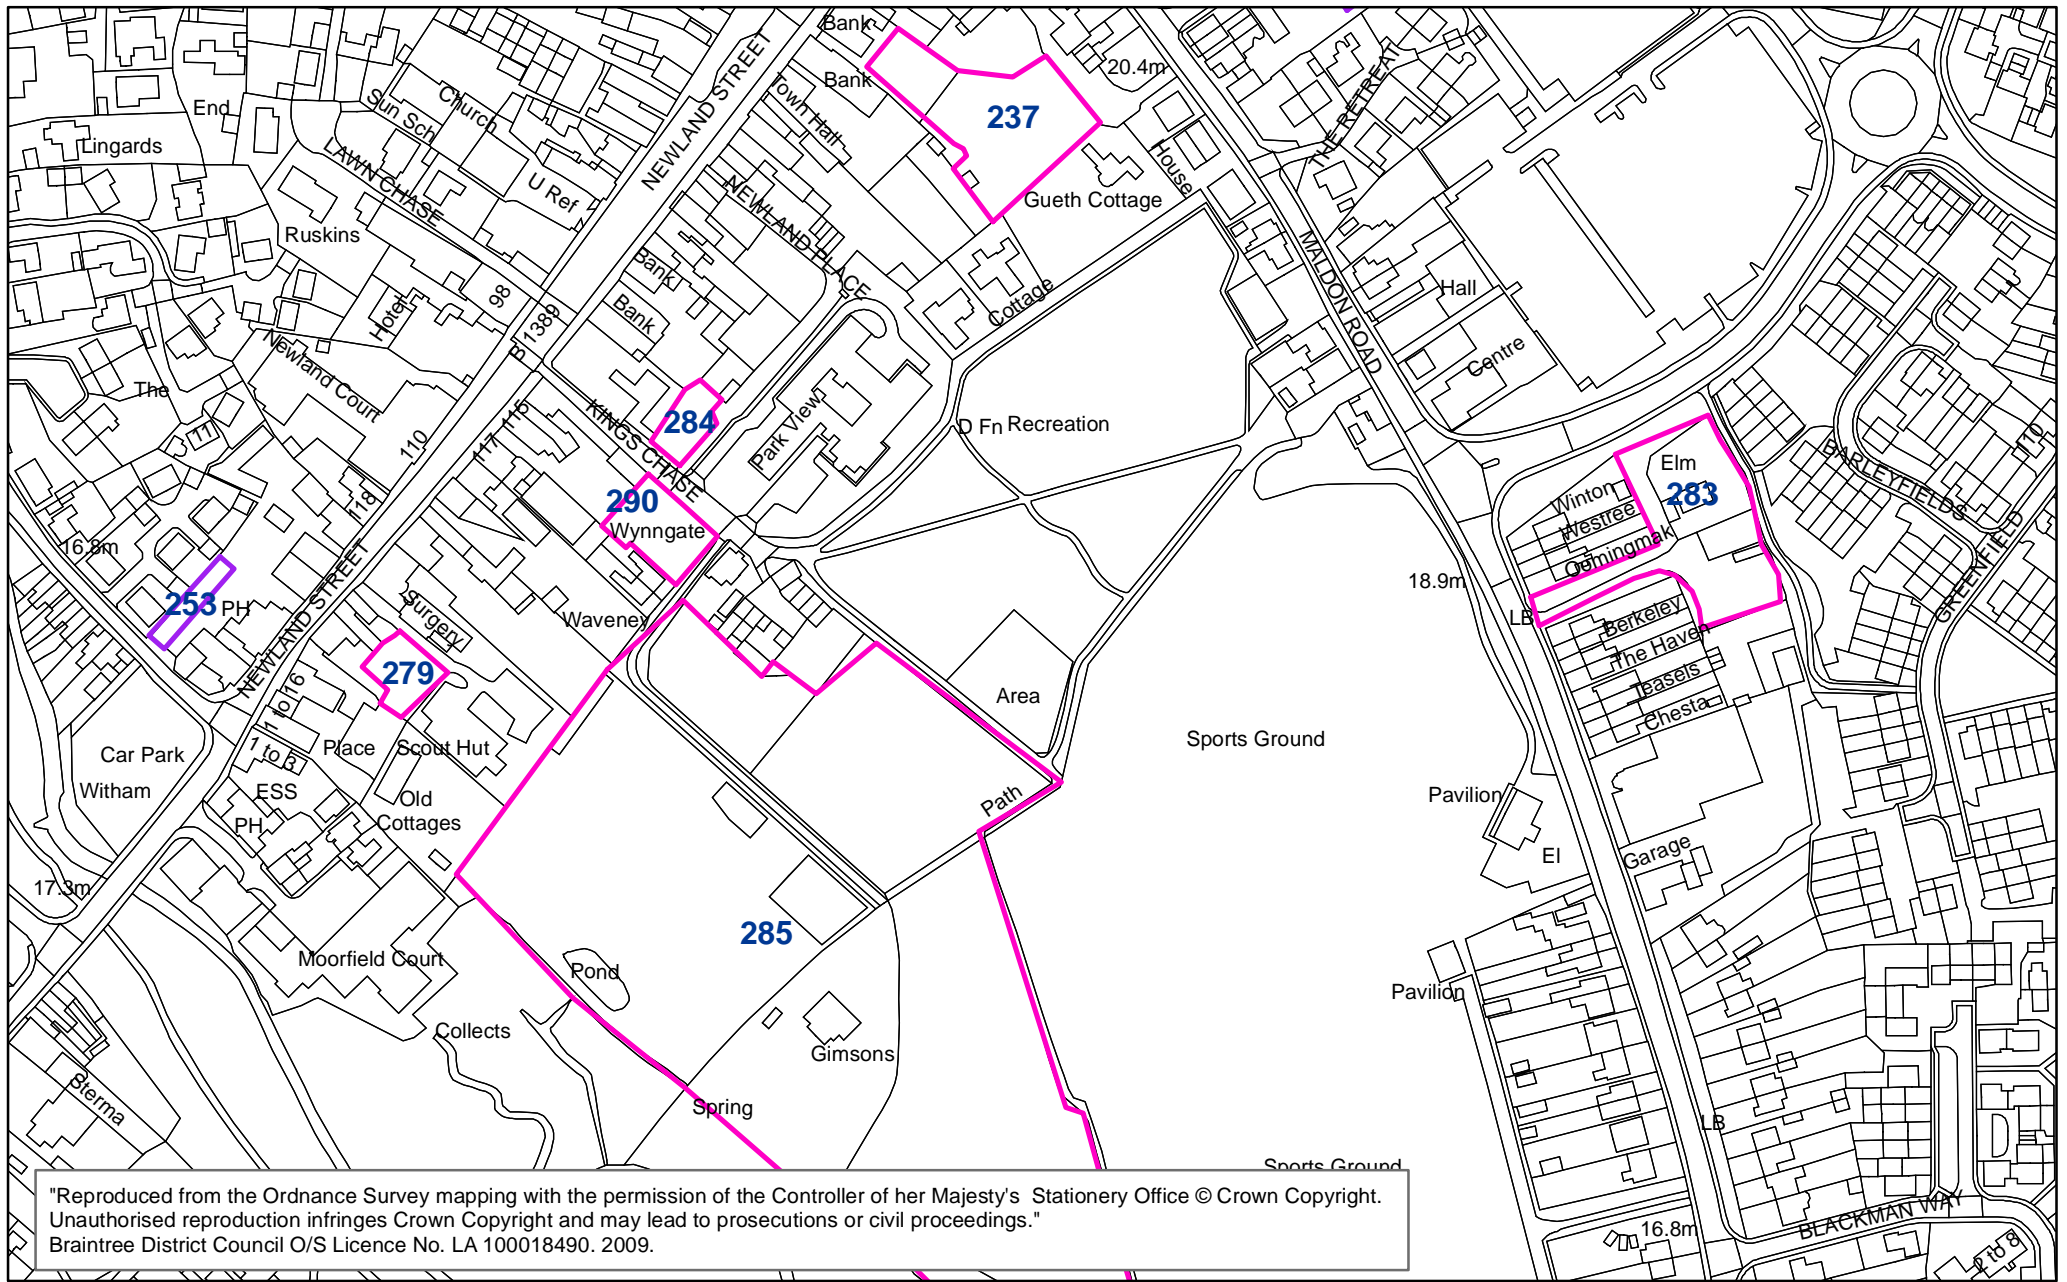 Bank
Bank
20.4m
End
Church
Sun Sch
Lingards
LAWN CHASE
U Ref
NEWLAND STREET
Town Hall
237
THE RETREAT
House
Gueth Cottage
Ruskins
NEWLAND PLACE
Bank
Bank
Cottage
MALDON ROAD
Hall
Centre
98
Hotel
B 1389
Newland Court
The
11
110
117
115
118
KINGS CHASE
284
Park View
D Fn
Recreation
290
Wynngate
Elm
283
Winton
Westree
Oomingmak
BARLEYFIELDS
110
GREENFIELD
16.8m
253
PH
NEWLAND STREET
Surgery
Waveney
18.9m
LB
Berkeley
The Haven
Teasels
Chesta
279
1 to 16
1 to 3
Place
Scout Hut
Area
Sports Ground
Car Park
Witham
ESS
PH
Old
Cottages
Path
Pavilion
El
Garage
17.3m
285
Moorfield Court
Pond
Pavilion
Collects
Gimsons
Sterma
Spring
LB
Sports Ground
16.8m
BLACKMAN WAY
2 to 8
"Reproduced from the Ordnance Survey mapping with the permission of the Controller of her Majesty's Stationery Office © Crown Copyright.
Unauthorised reproduction infringes Crown Copyright and may lead to prosecutions or civil proceedings."
Braintree District Council O/S Licence No. LA 100018490. 2009.